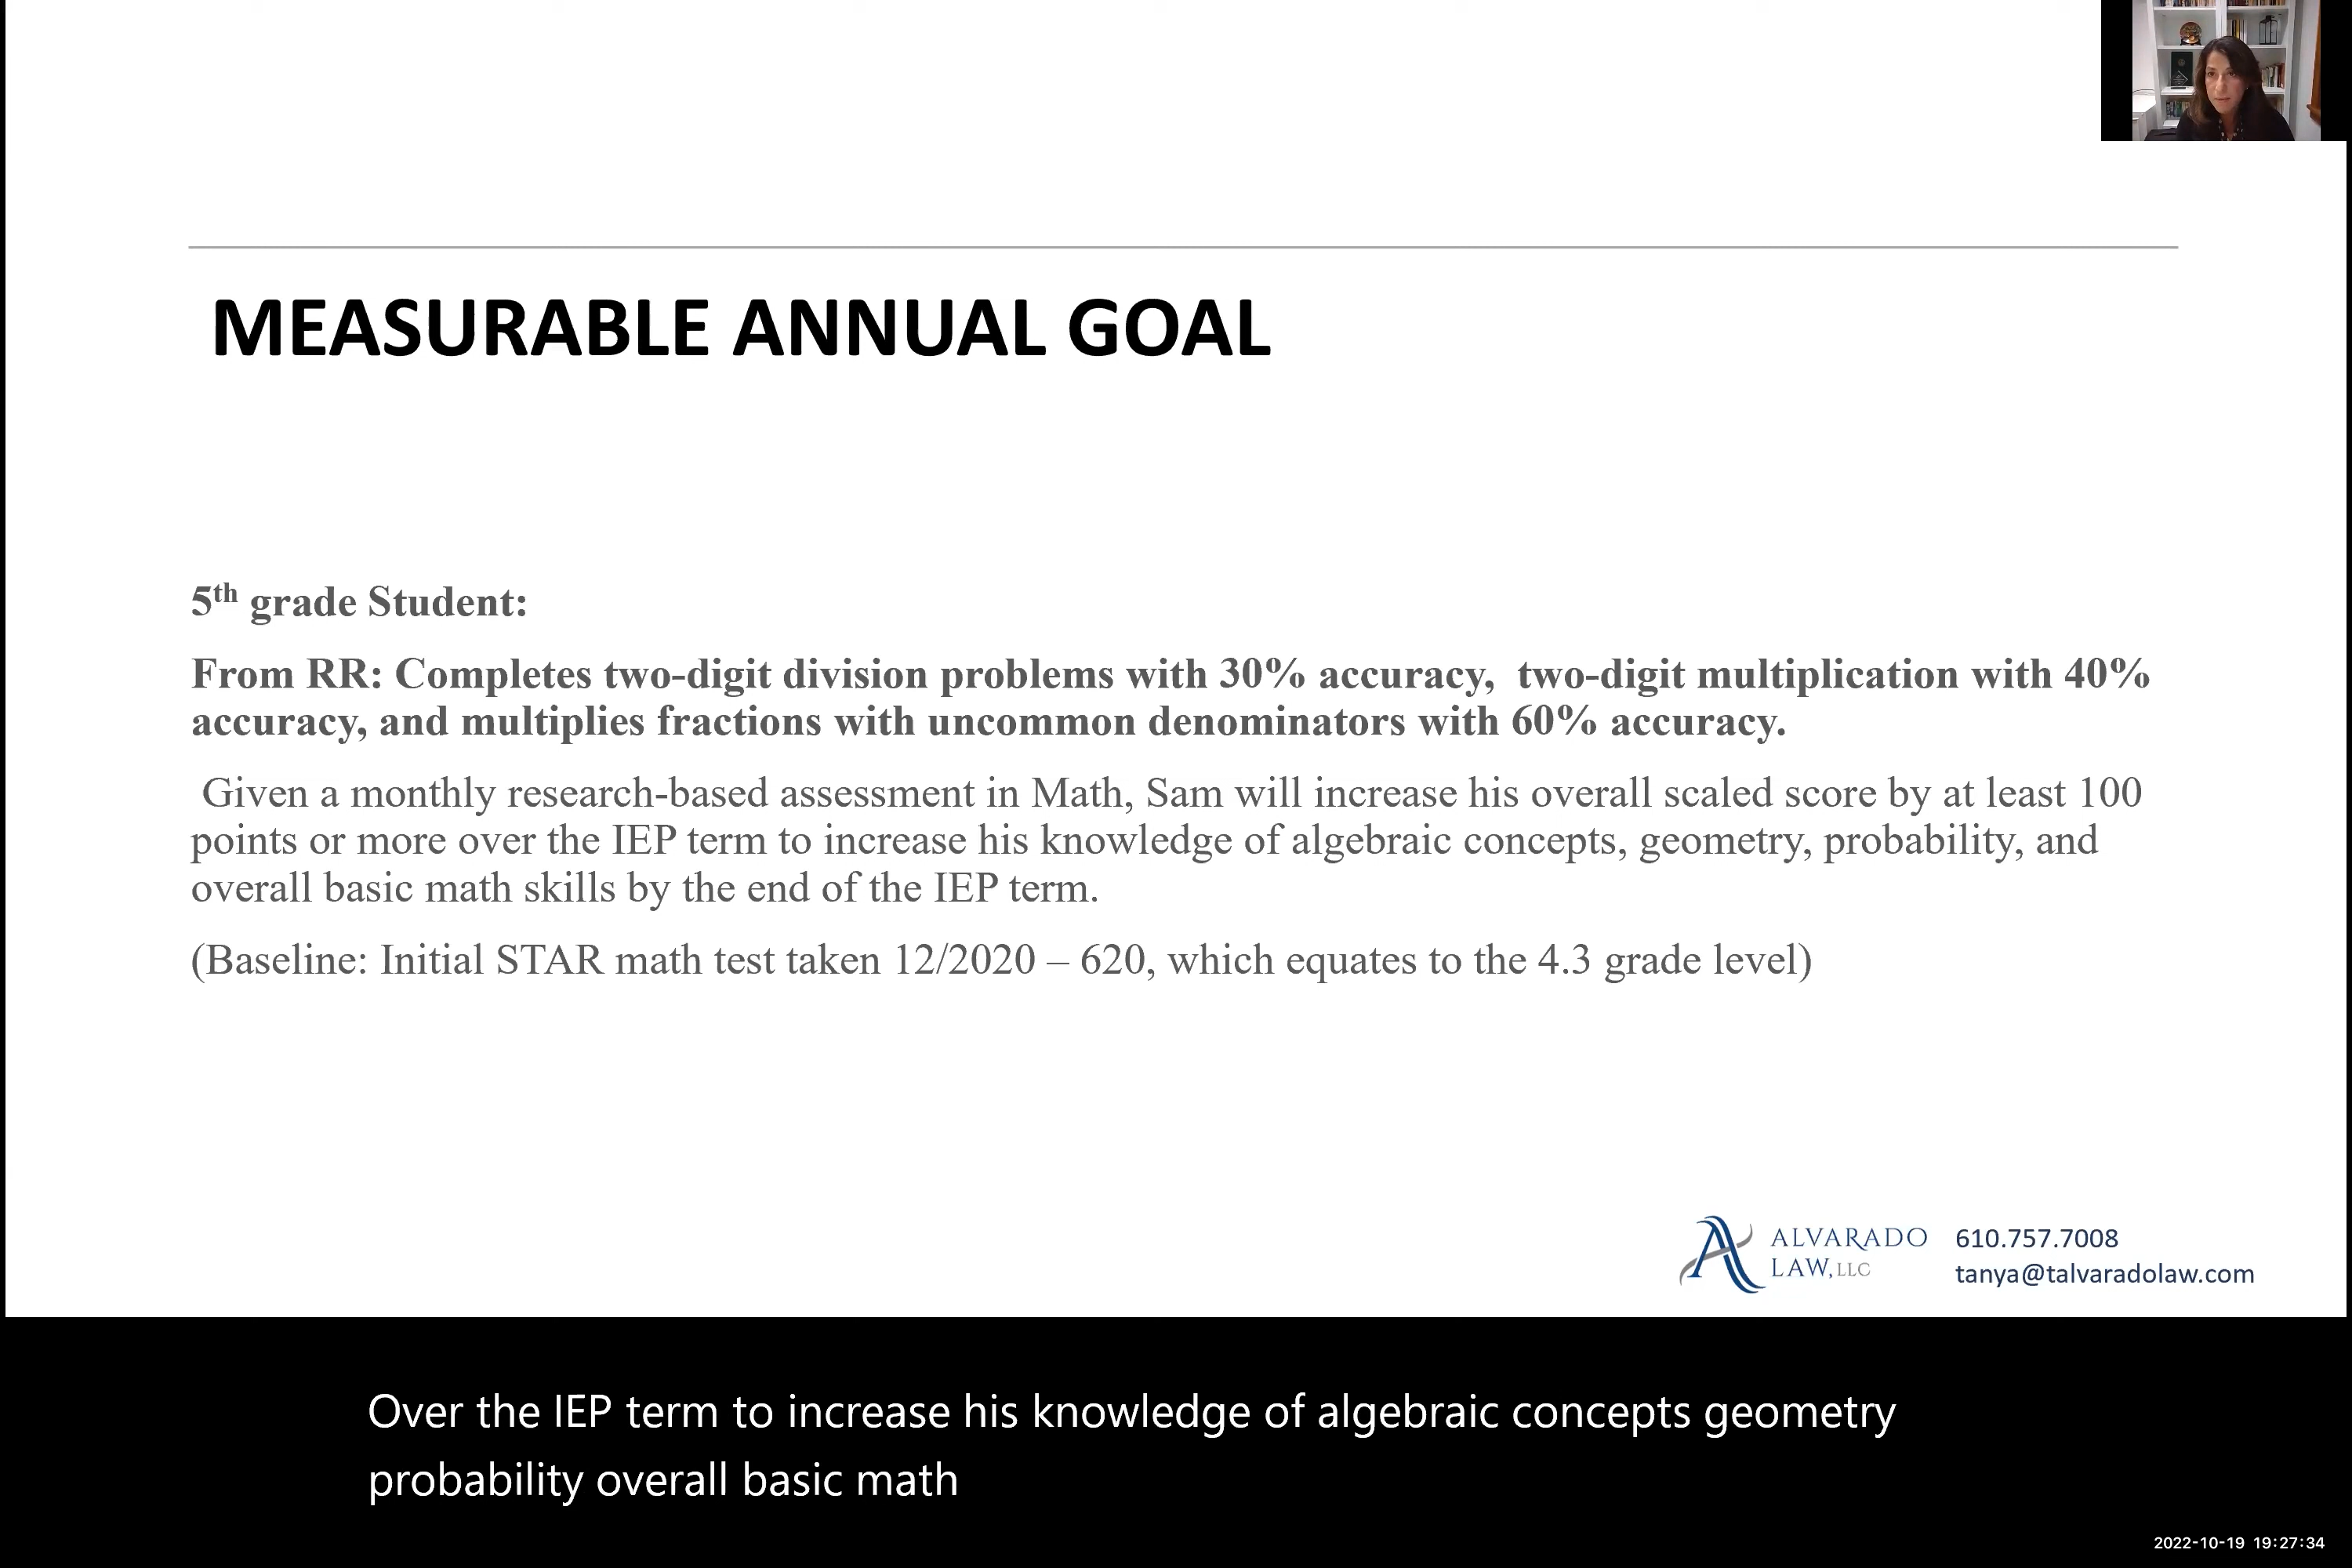 MEASURABLE ANNUAL GOAL
5th grade Student:
From RR: Completes two-digit division problems with 30% accuracy,  two-digit multiplication with 40%
accuracy, and multiplies fractions with uncommon denominators with 60% accuracy.
Given a monthly research-based assessment in Math, Sam will increase his overall scaled score by at least 100
points or more over the IEP term to increase his knowledge of algebraic concepts, geometry, probability, and
overall basic math skills by the end of the IEP term.
(Baseline: Initial STAR math test taken 12/2020 – 620, which equates to the 4.3 grade level)
ALVARADO
LAW, LLC
610.757.7008
tanya@talvaradolaw.com
Over the IEP term to increase his knowledge of algebraic concepts geometry
probability overall basic math
2022-10-19 19:27:34